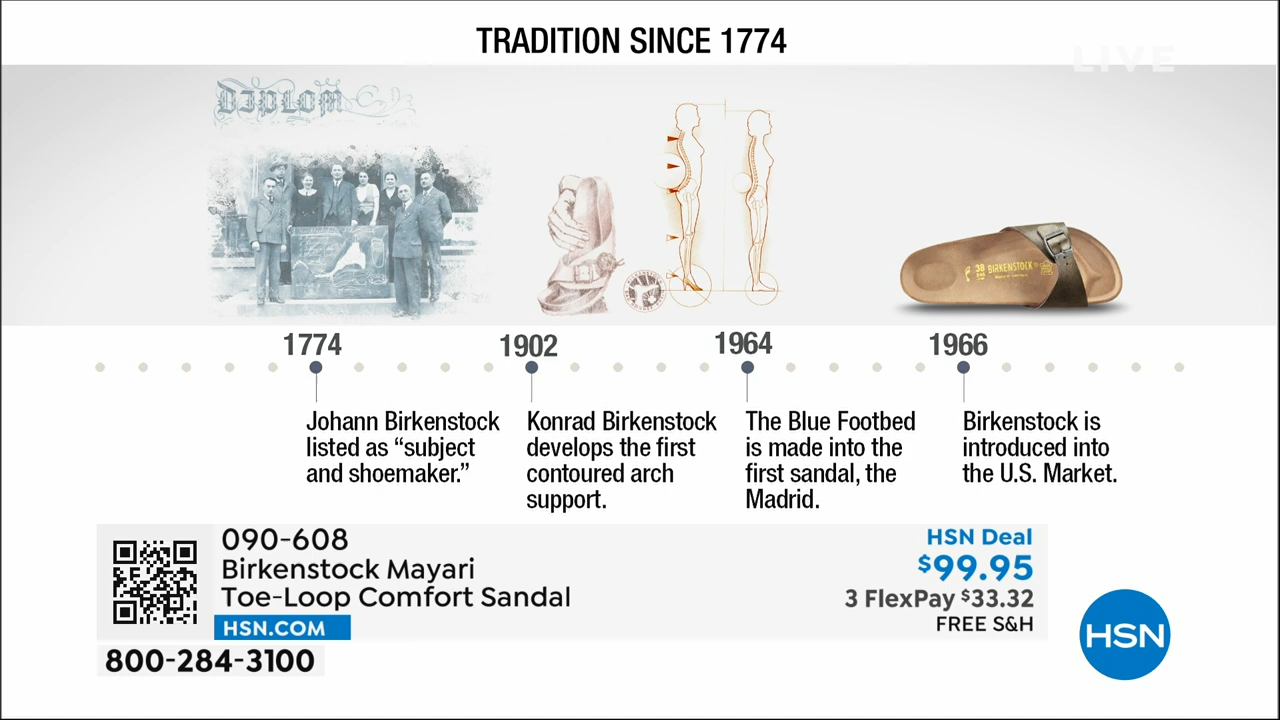 TRADITION SINCE 1774
LIVE
Diplom
38
BIRKENSTOCK
1774
1902
1964
1966
Johann Birkenstock
listed as “subject
and shoemaker.”
Konrad Birkenstock
develops the first
contoured arch
support.
The Blue Footbed
is made into the
first sandal, the
Madrid.
Birkenstock is
introduced into
the U.S. Market.
090-608
Birkenstock Mayari
Toe-Loop Comfort Sandal
HSN.COM
800-284-3100
HSN Deal
$99.95
3 FlexPay $33.32
FREE S&H
HSN